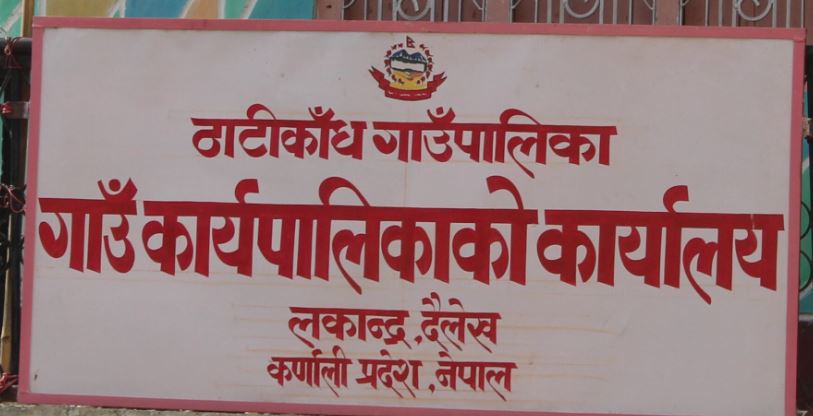 ठाटीकाँध गाउँपालिका
गाउँ कार्यपालिकाको कार्यालय
लकान्द्र ,दैलेख
कर्णाली प्रदेश ,नेपाल